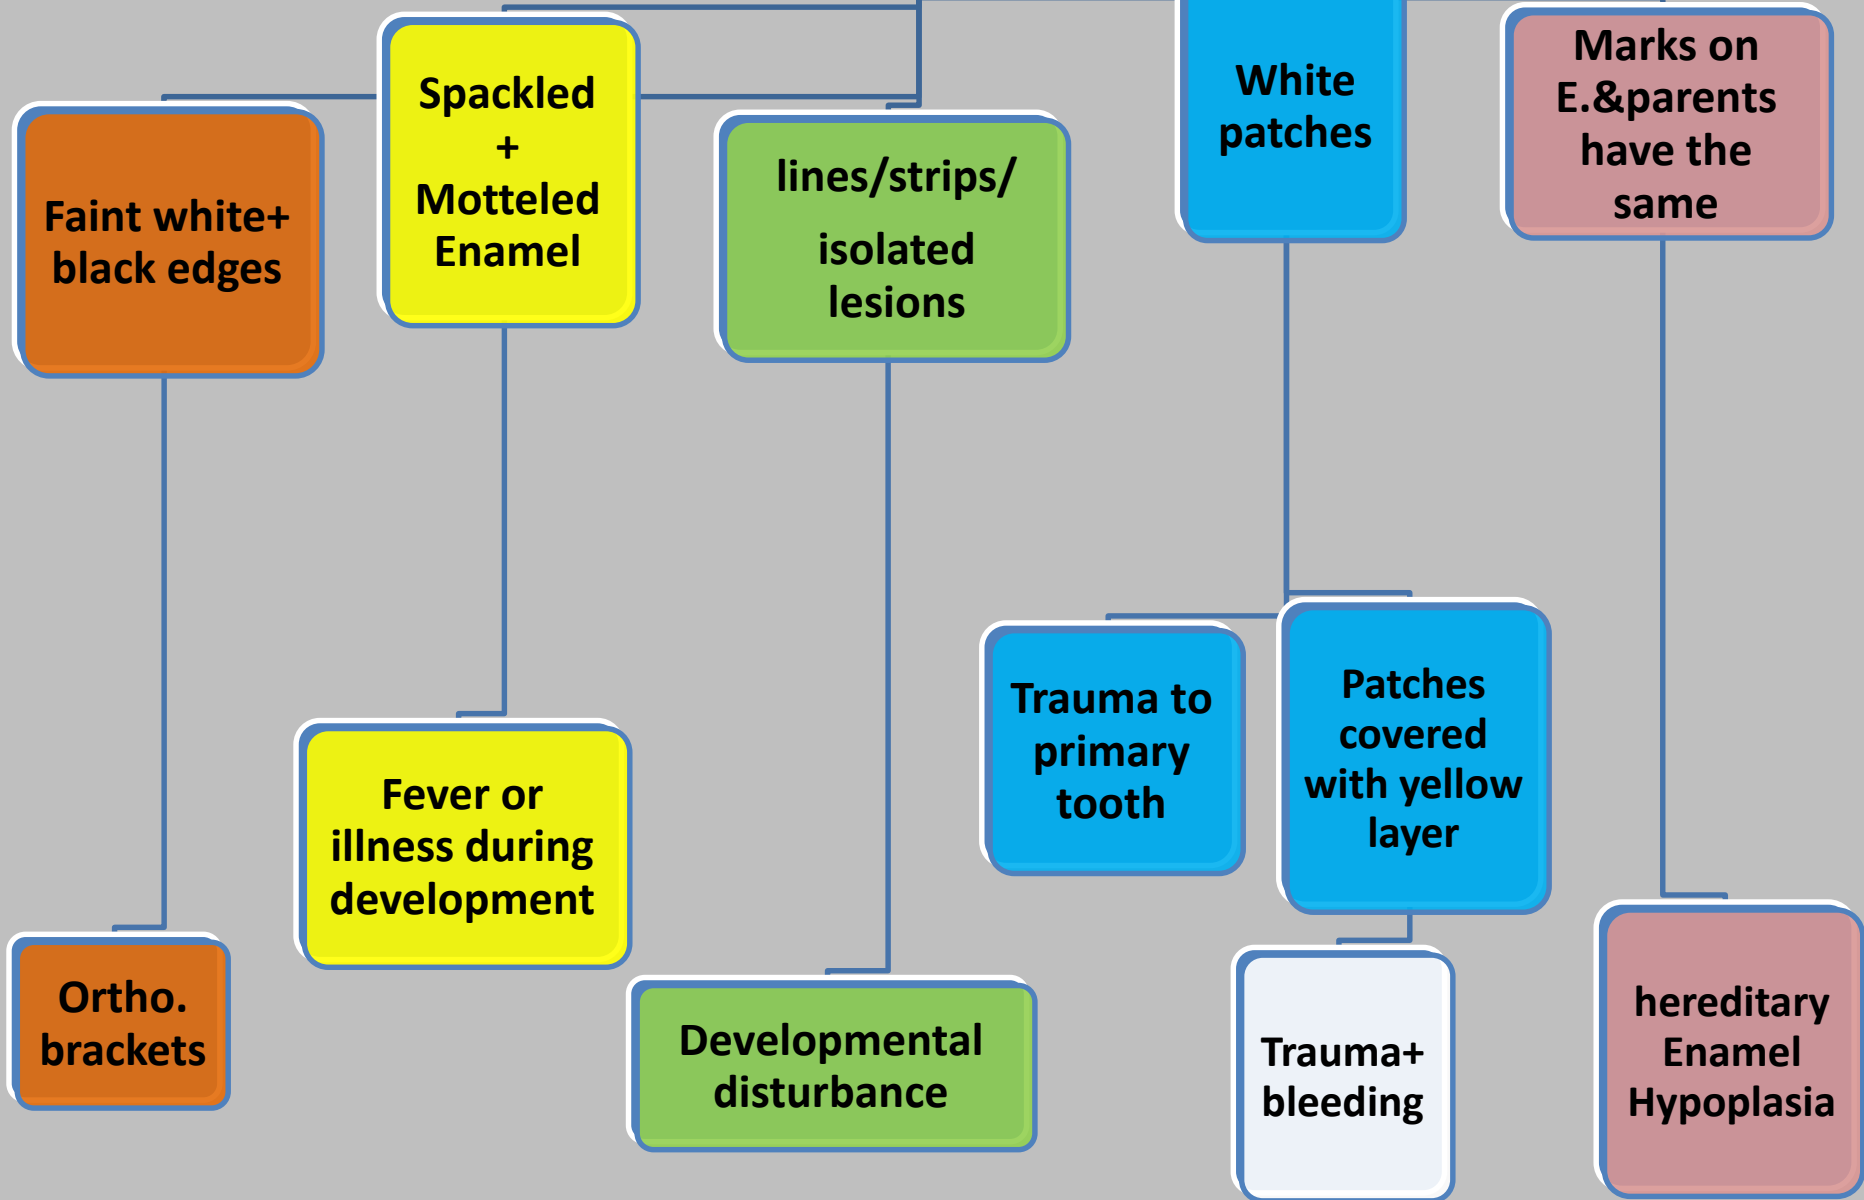 Faint white+
black edges
Spackled
+
Motteled
Enamel
lines/strips/
isolated
lesions
White
patches
Marks on
E.&parents
have the
same
Ortho.
brackets
Fever or
illness during
development
Developmental
disturbance
Trauma to
primary
tooth
Patches
covered
with yellow
layer
Trauma+
bleeding
hereditary
Enamel
Hypoplasia